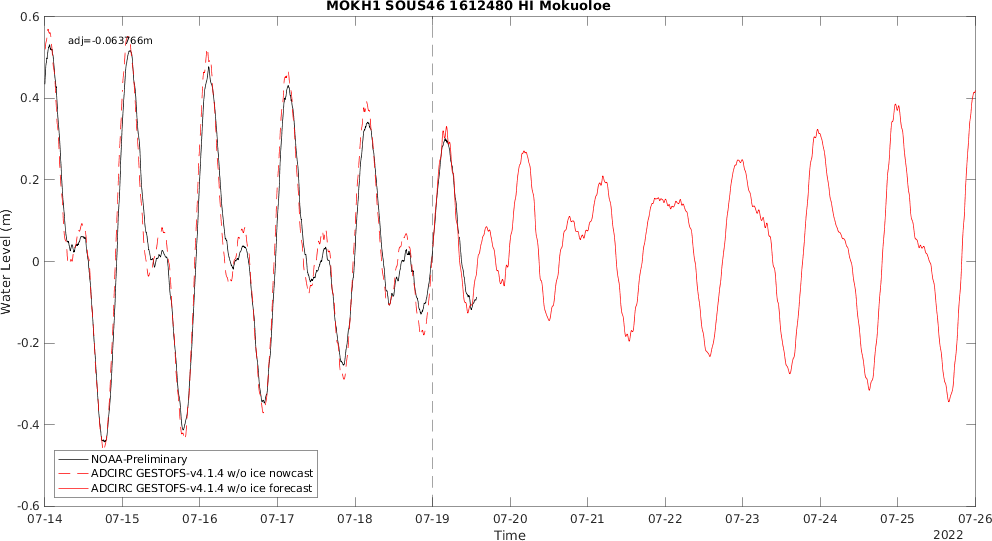 MOKH1 SOUS46 1612480 HI Mokuoloe
adj=-0.063766m
Water Level (m)
0.6
0.4
0.2
0
-0.2
-0.4
-0.6
NOAA-Preliminary
ADCIRC GESTOFS-v4.1.4 w/o ice nowcast
ADCIRC GESTOFS-v4.1.4 w/o ice forecast
07-14 07-15 07-16 07-17 07-18 07-19 07-20 07-21 07-22 07-23 07-24 07-25 07-26
Time
2022